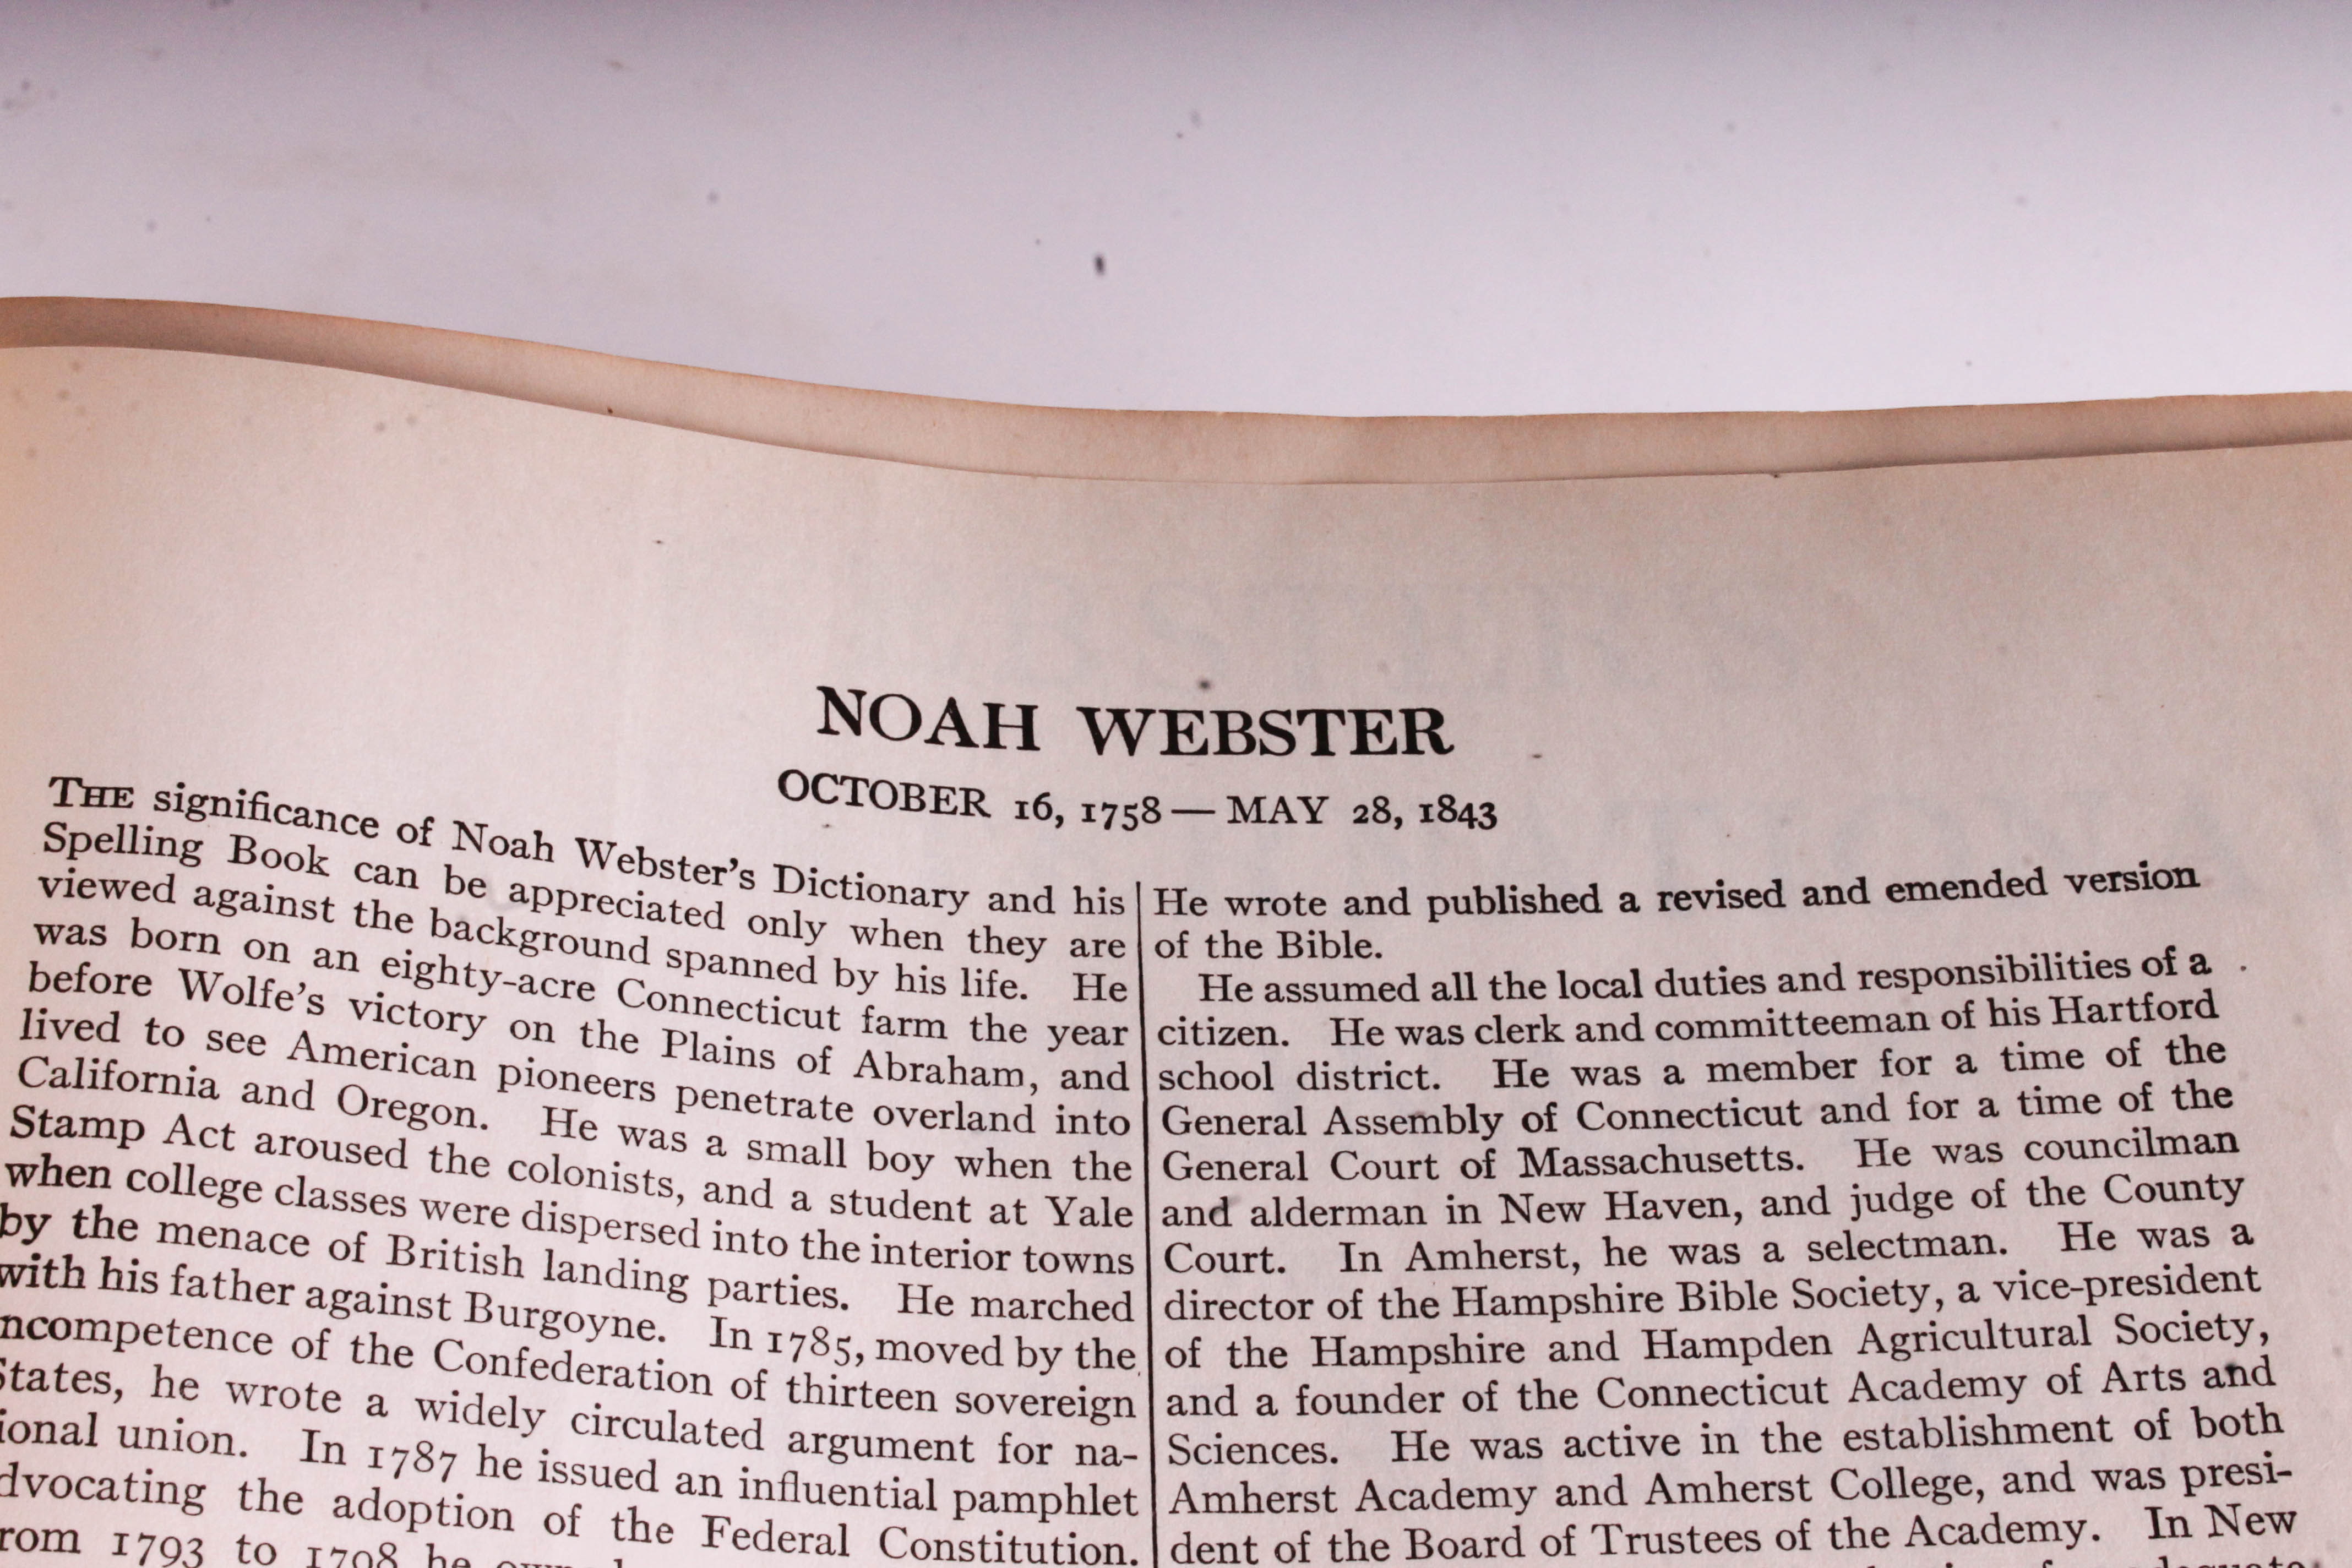 NOAH WEBSTER
OCTOBER 16, 1758 — MAY 28, 1843
THE significance of Noah Webster's Dictionary and his
Spelling Book can be appreciated only when they are
viewed against the background spanned by his life. He
was born on an eighty-acre Connecticut farm the year
before Wolfe's victory on the Plains of Abraham, and
lived to see American pioneers penetrate overland into
California and Oregon. He was a small boy when the
Stamp Act aroused the colonists, and a student at Yale
when college classes were dispersed into the interior towns
by the menace of British landing parties. He marched
with his father against Burgoyne. In 1785, moved by the
ncompetence of the Confederation of thirteen sovereign
States, he wrote a widely circulated argument for na-
ional union. In 1787 he issued an influential pamphlet
dvocating the adoption of the Federal Constitution.
rom 1793 to 1798 he
He wrote and published a revised and emended version
of the Bible.
He assumed all the local duties and responsibilities of a
citizen. He was clerk and committeeman of his Hartford
school district. He was a member for a time of the
General Assembly of Connecticut and for a time of the
General Court of Massachusetts. He was councilman
and alderman in New Haven, and judge of the County
Court. In Amherst, he was a selectman. He was a
director of the Hampshire Bible Society, a vice-president
of the Hampshire and Hampden Agricultural Society,
and a founder of the Connecticut Academy of Arts and
Sciences. He was active in the establishment of both
Amherst Academy and Amherst College, and was presi-
dent of the Board of Trustees of the Academy. In New